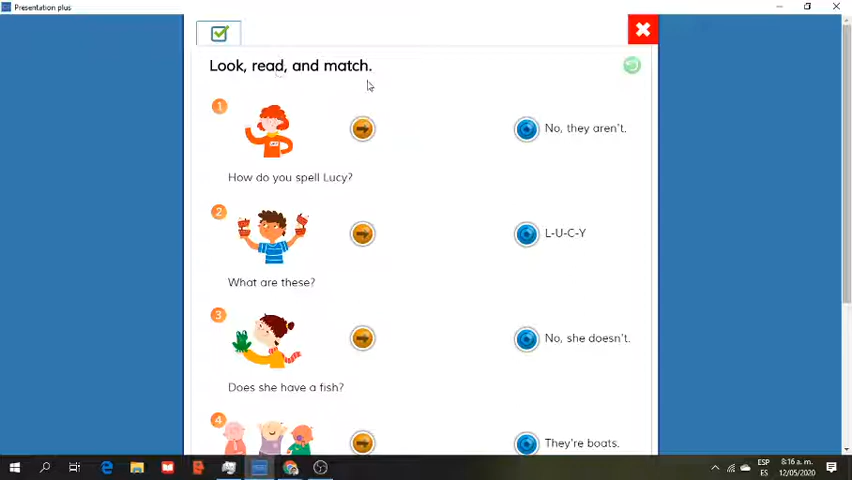 Presentation plus
Look, read, and match.
1
No, they aren't.
How do you spell Lucy?
2
L-U-C-Y
What are these?
3
No, she doesn't.
Does she have a fish?
4
They're boats.
ESP
ES
8:16 a. m.
12/05/2020